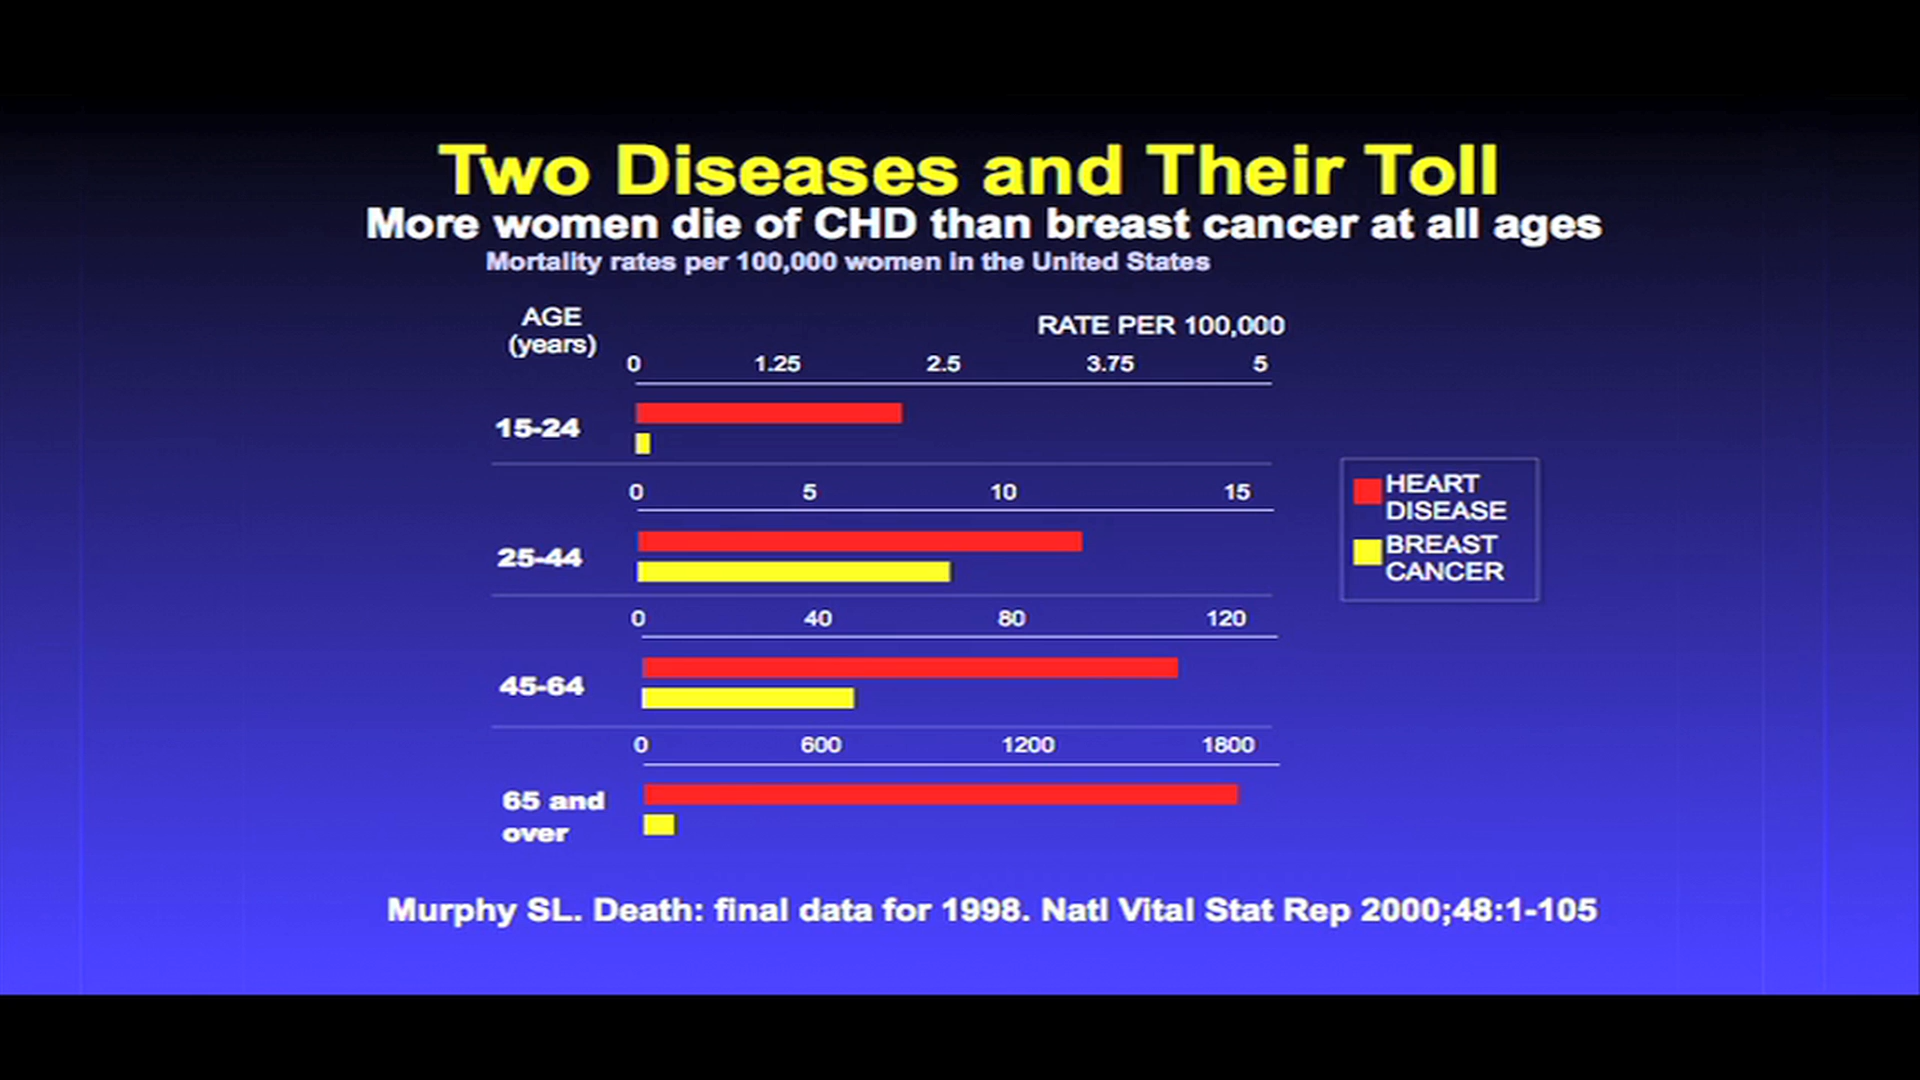 Two Diseases and Their Toll
More women die of CHD than breast cancer at all ages
Mortality rates per 100,000 women in the United States
AGE
(years)
RATE PER 100,000
0 1.25 2.5 3.75 5
15-24
0 5 10 15
25-44
0 40 80 120
45-64
0 600 1200 1800
65 and
over
HEART
DISEASE
BREAST
CANCER
Murphy SL. Death: final data for 1998. Natl Vital Stat Rep 2000;48:1-105